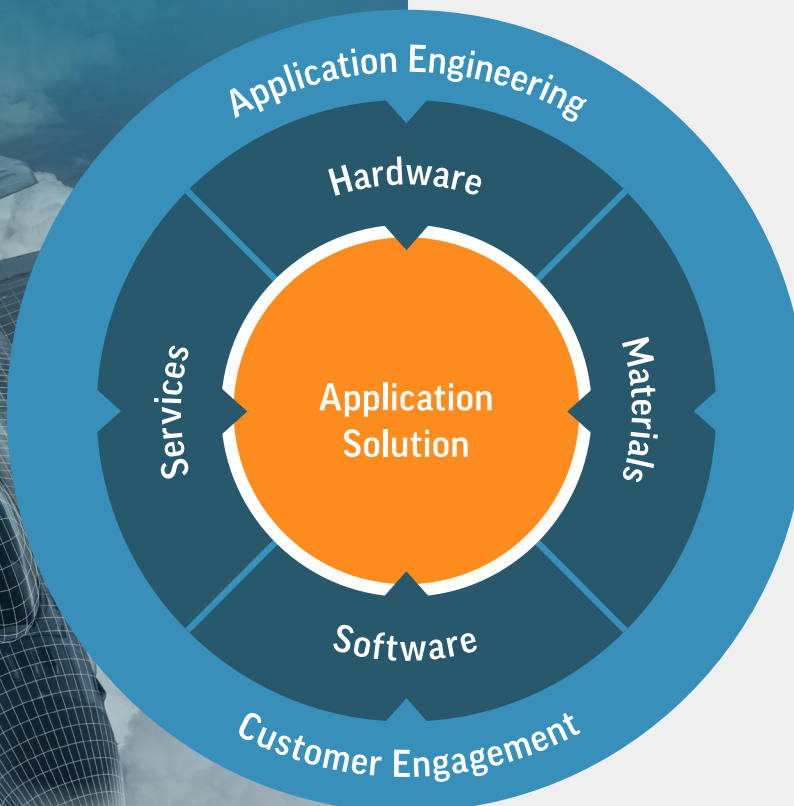 Application Engineering
Hardware
Services
Application
Solution
Materials
Software
Customer Engagement